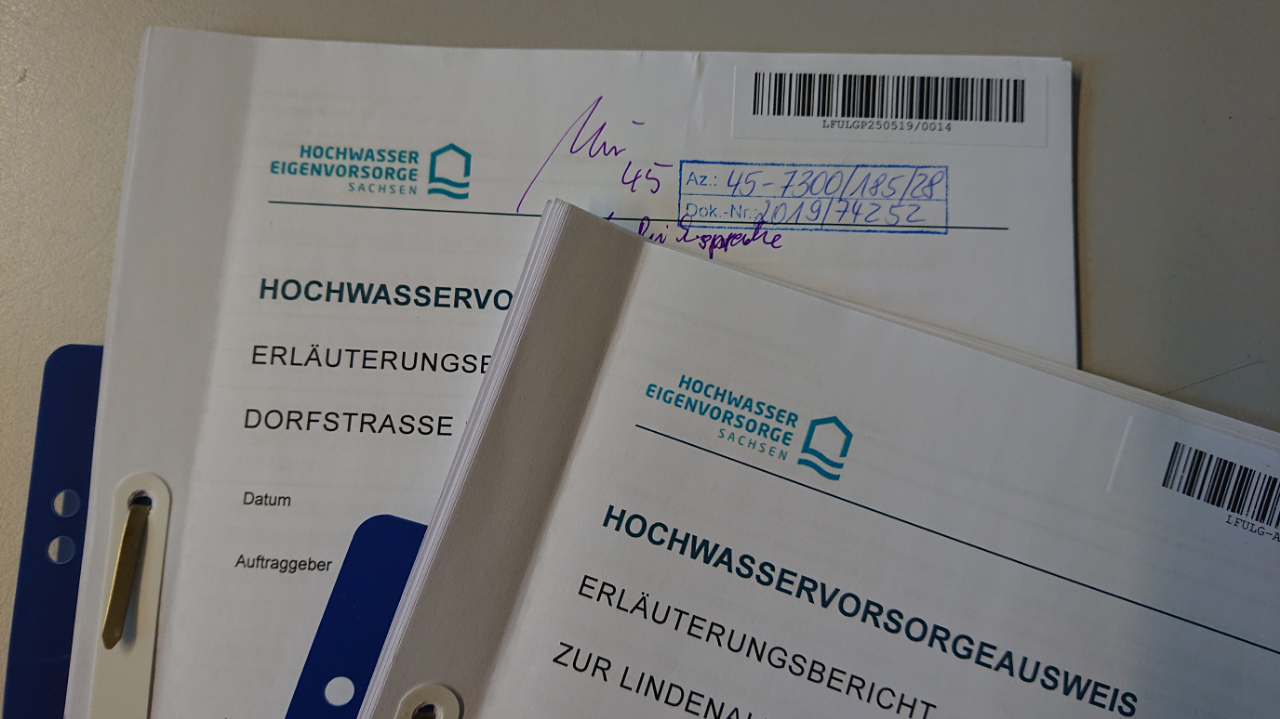 LFULGP250519/0014
HOCHWASSER
EIGENVORSORGE
SACHSEN
45
Az.: 45-7300/185/28
Dok.-Nr.: 2019/74252
HOCHWASSERVO
ERLÄUTERUNGSB
DORFSTRASSE
Datum
Auftraggeber
HOCHWASSER
EIGENVORSORGE
SACHSEN
LFULG-A
HOCHWASSERVORSORGEAUSWEIS
ERLÄUTERUNGSBERICHT
ZUR LINDENA